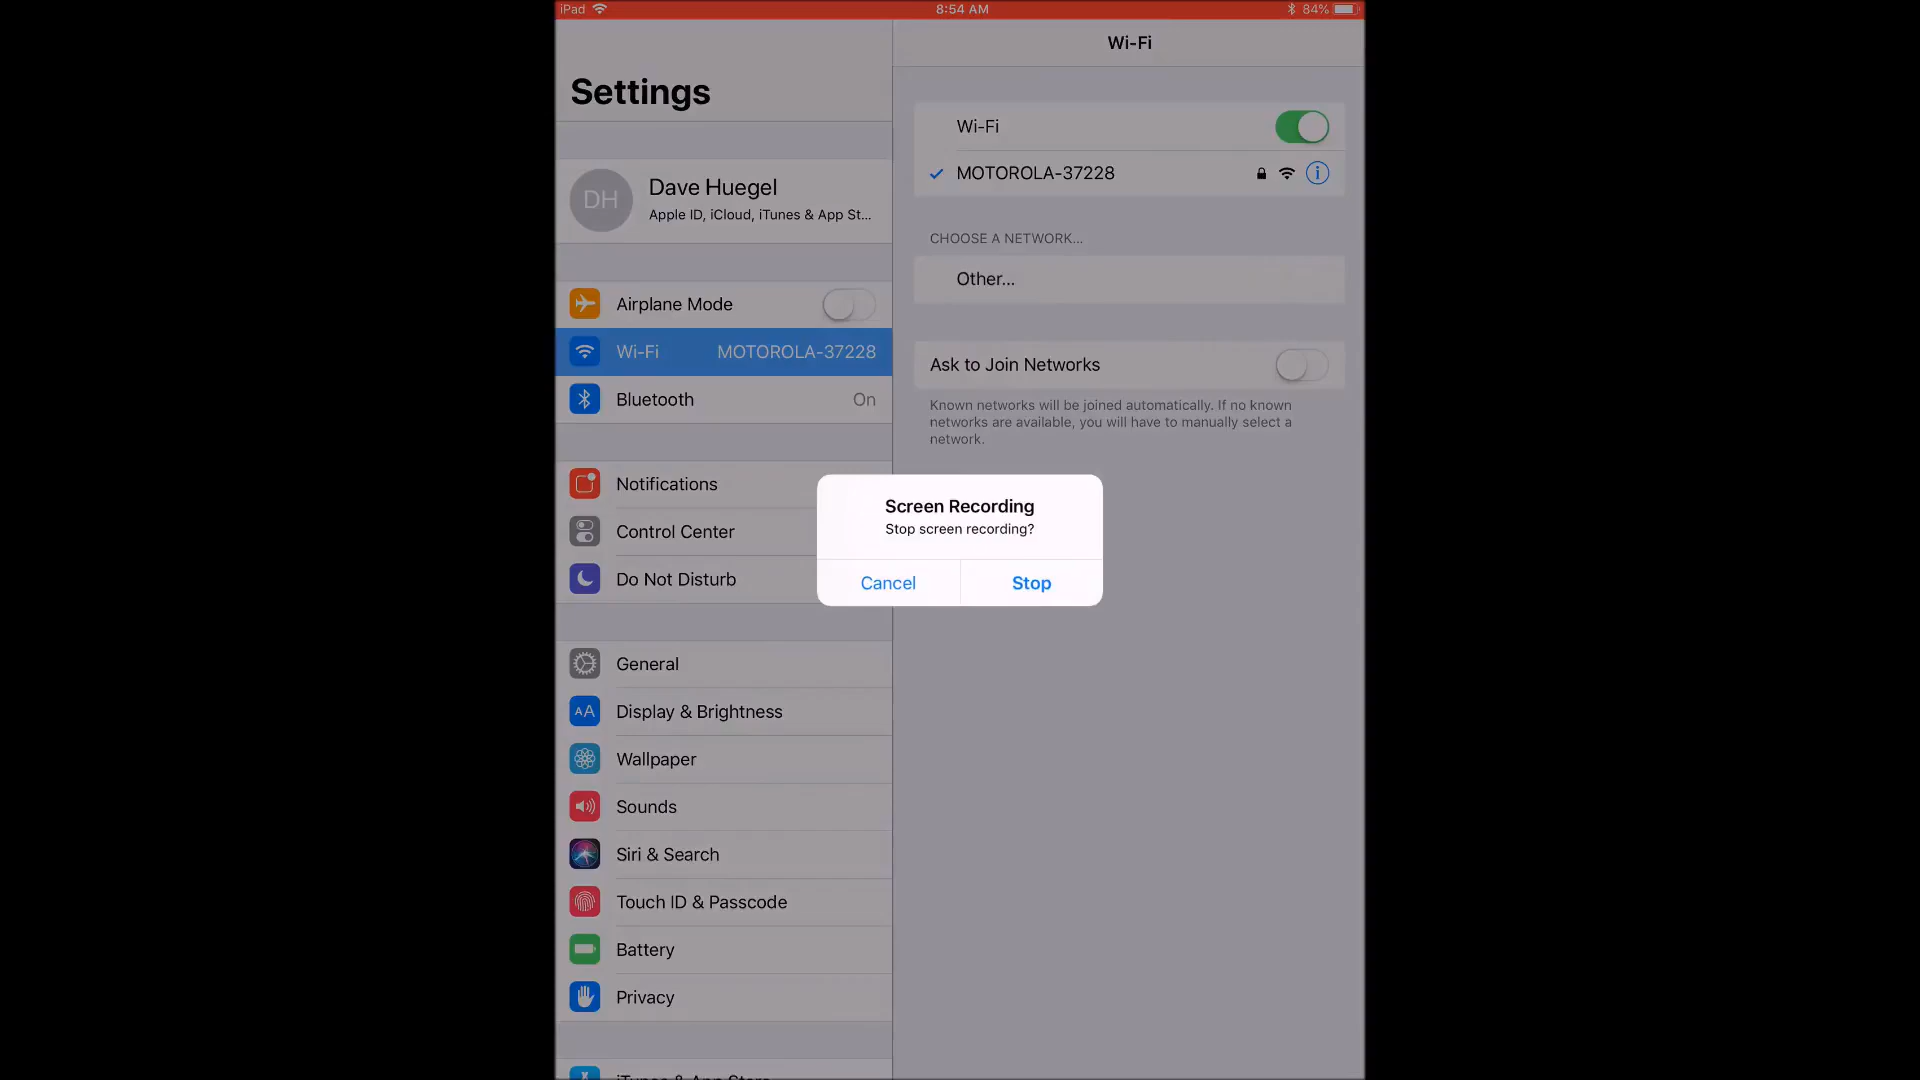 iPad
8:54 AM
84%
Settings
DH
Dave Huegel
Apple ID, iCloud, iTunes & App St...
Airplane Mode
Wi-Fi MOTOROLA-37228
Bluetooth On
Notifications
Control Center
Do Not Disturb
General
AA Display & Brightness
Wallpaper
Sounds
Siri & Search
Touch ID & Passcode
Battery
Privacy
iTunes & App Store
Wi-Fi
Wi-Fi
MOTOROLA-37228
CHOOSE A NETWORK...
Other...
Ask to Join Networks
Known networks will be joined automatically. If no known
networks are available, you will have to manually select a
network.
Screen Recording
Stop screen recording?
Cancel Stop